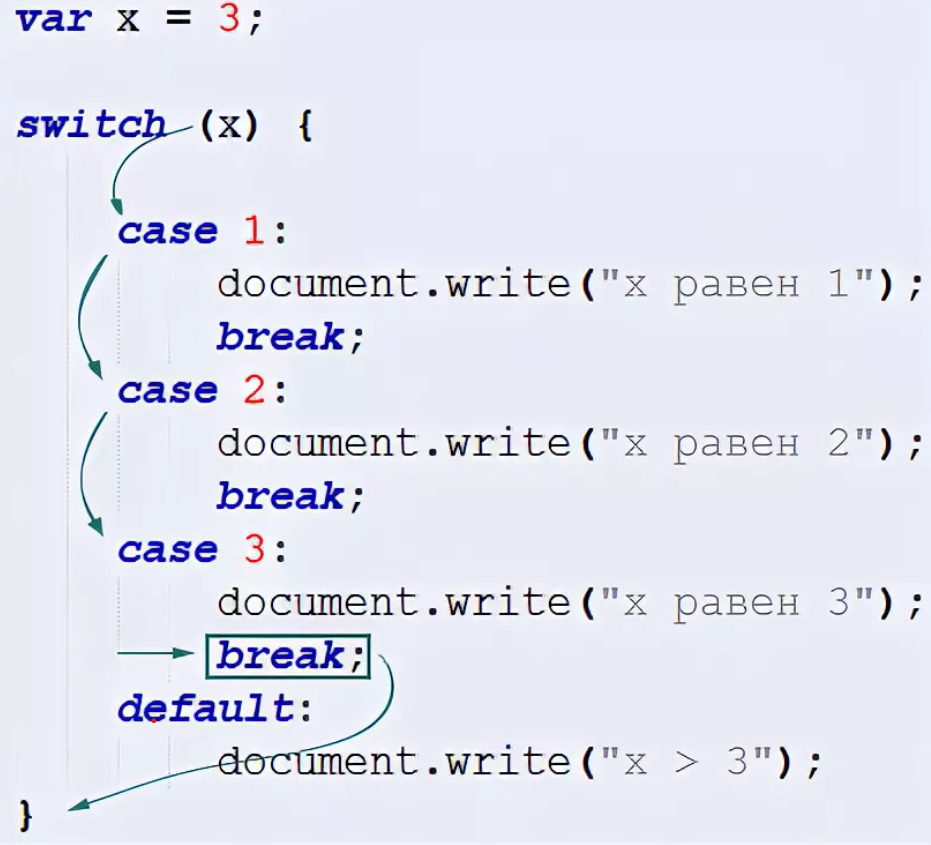 var x = 3;
switch (x) {
case 1:
document.write("x равен 1");
break;
case 2:
document.write("x равен 2");
break;
case 3:
document.write("x равен 3");
break;
default:
document.write("x > 3");
}